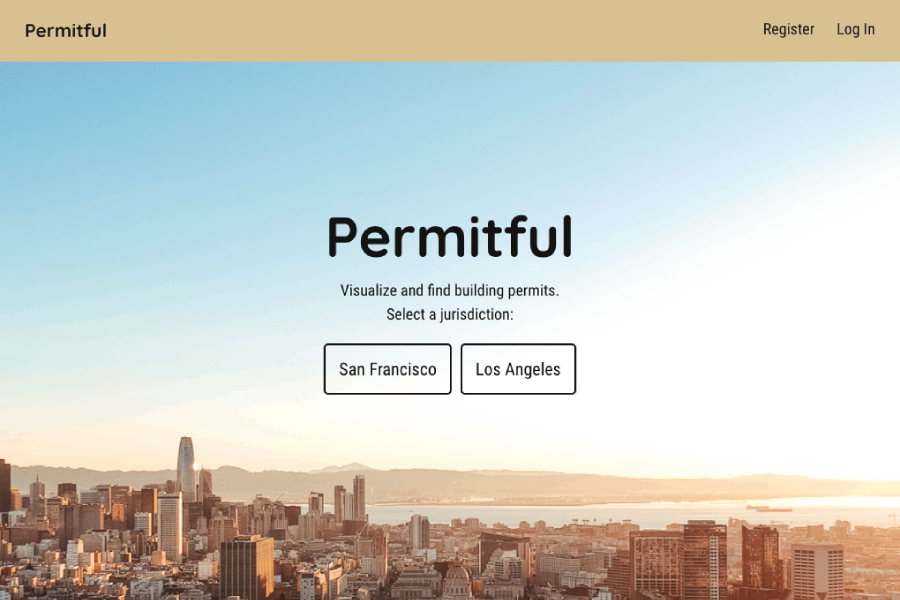 Permitful
Register
Log In
Permitful
Visualize and find building permits.
Select a jurisdiction:
San Francisco
Los Angeles